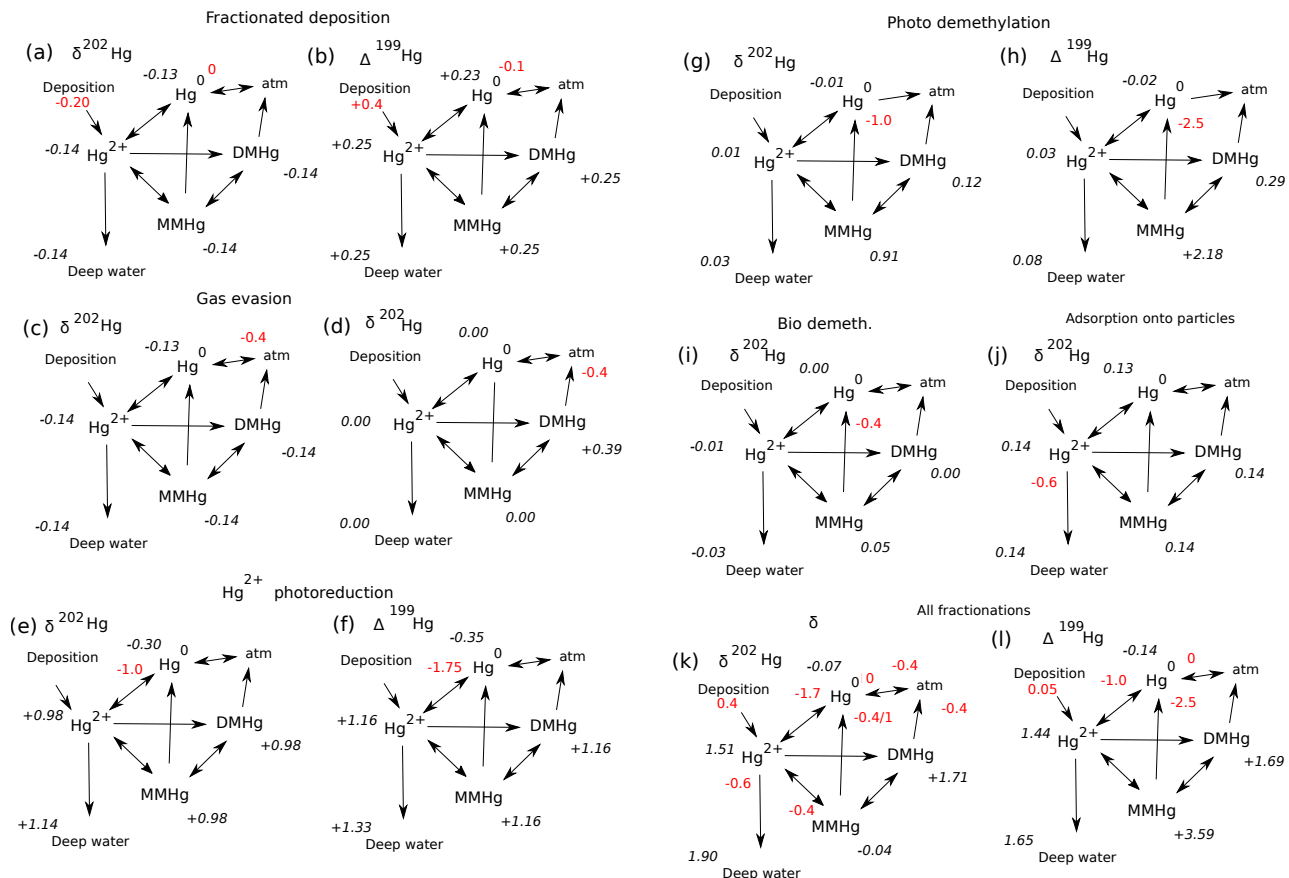 Fractionated deposition
(a) δ 202Hg
-0.13
0
Hg0
atm
Deposition
-0.20
-0.14
Hg2+
DMHg
-0.14
MMHg
-0.14
-0.14
Deep water
(b) Δ 199Hg
+0.23
-0.1
Hg0
atm
Deposition
+0.4
+0.25
Hg2+
DMHg
+0.25
MMHg
+0.25
+0.25
Deep water
Gas evasion
(c) δ 202Hg
-0.13
-0.4
Hg0
atm
Deposition
-0.14
Hg2+
DMHg
-0.14
MMHg
-0.14
-0.14
Deep water
(d) δ 202Hg
0.00
Hg0
atm
-0.4
Deposition
0.00
Hg2+
DMHg
+0.39
MMHg
0.00
0.00
Deep water
Hg2+ photoreduction
(e) δ 202Hg
-0.30
Hg0
atm
Deposition
-1.0
+0.98
Hg2+
DMHg
+0.98
MMHg
+0.98
+1.14
Deep water
(f) Δ 199Hg
-0.35
Hg0
atm
Deposition
-1.75
+1.16
Hg2+
DMHg
+1.16
MMHg
+1.16
+1.33
Deep water
Photo demethylation
(g) δ 202Hg
-0.01
Hg0
atm
Deposition
-1.0
0.01
Hg2+
DMHg
0.12
MMHg
0.91
0.03
Deep water
(h) Δ 199Hg
-0.02
Hg0
atm
Deposition
-2.5
0.03
Hg2+
DMHg
0.29
MMHg
+2.18
0.08
Deep water
Bio demeth.
(i) δ 202Hg
0.00
Hg0
atm
Deposition
-0.4
-0.01
Hg2+
DMHg
0.00
MMHg
0.05
-0.03
Deep water
Adsorption onto particles
(j) δ 202Hg
0.13
Hg0
atm
Deposition
0.14
Hg2+
-0.6
DMHg
0.14
MMHg
0.14
0.14
Deep water
All fractionations
δ
(k) δ 202Hg
-0.07
-0.4
0
Hg0
atm
Deposition
0.4
-1.7
-0.4/1
-0.4
1.51
Hg2+
DMHg
+1.71
-0.6
-0.4
MMHg
-0.04
1.90
Deep water
(l) Δ 199Hg
-0.14
0
Hg0
atm
Deposition
0.05
-1.0
-2.5
1.44
Hg2+
DMHg
+1.69
MMHg
+3.59
1.65
Deep water